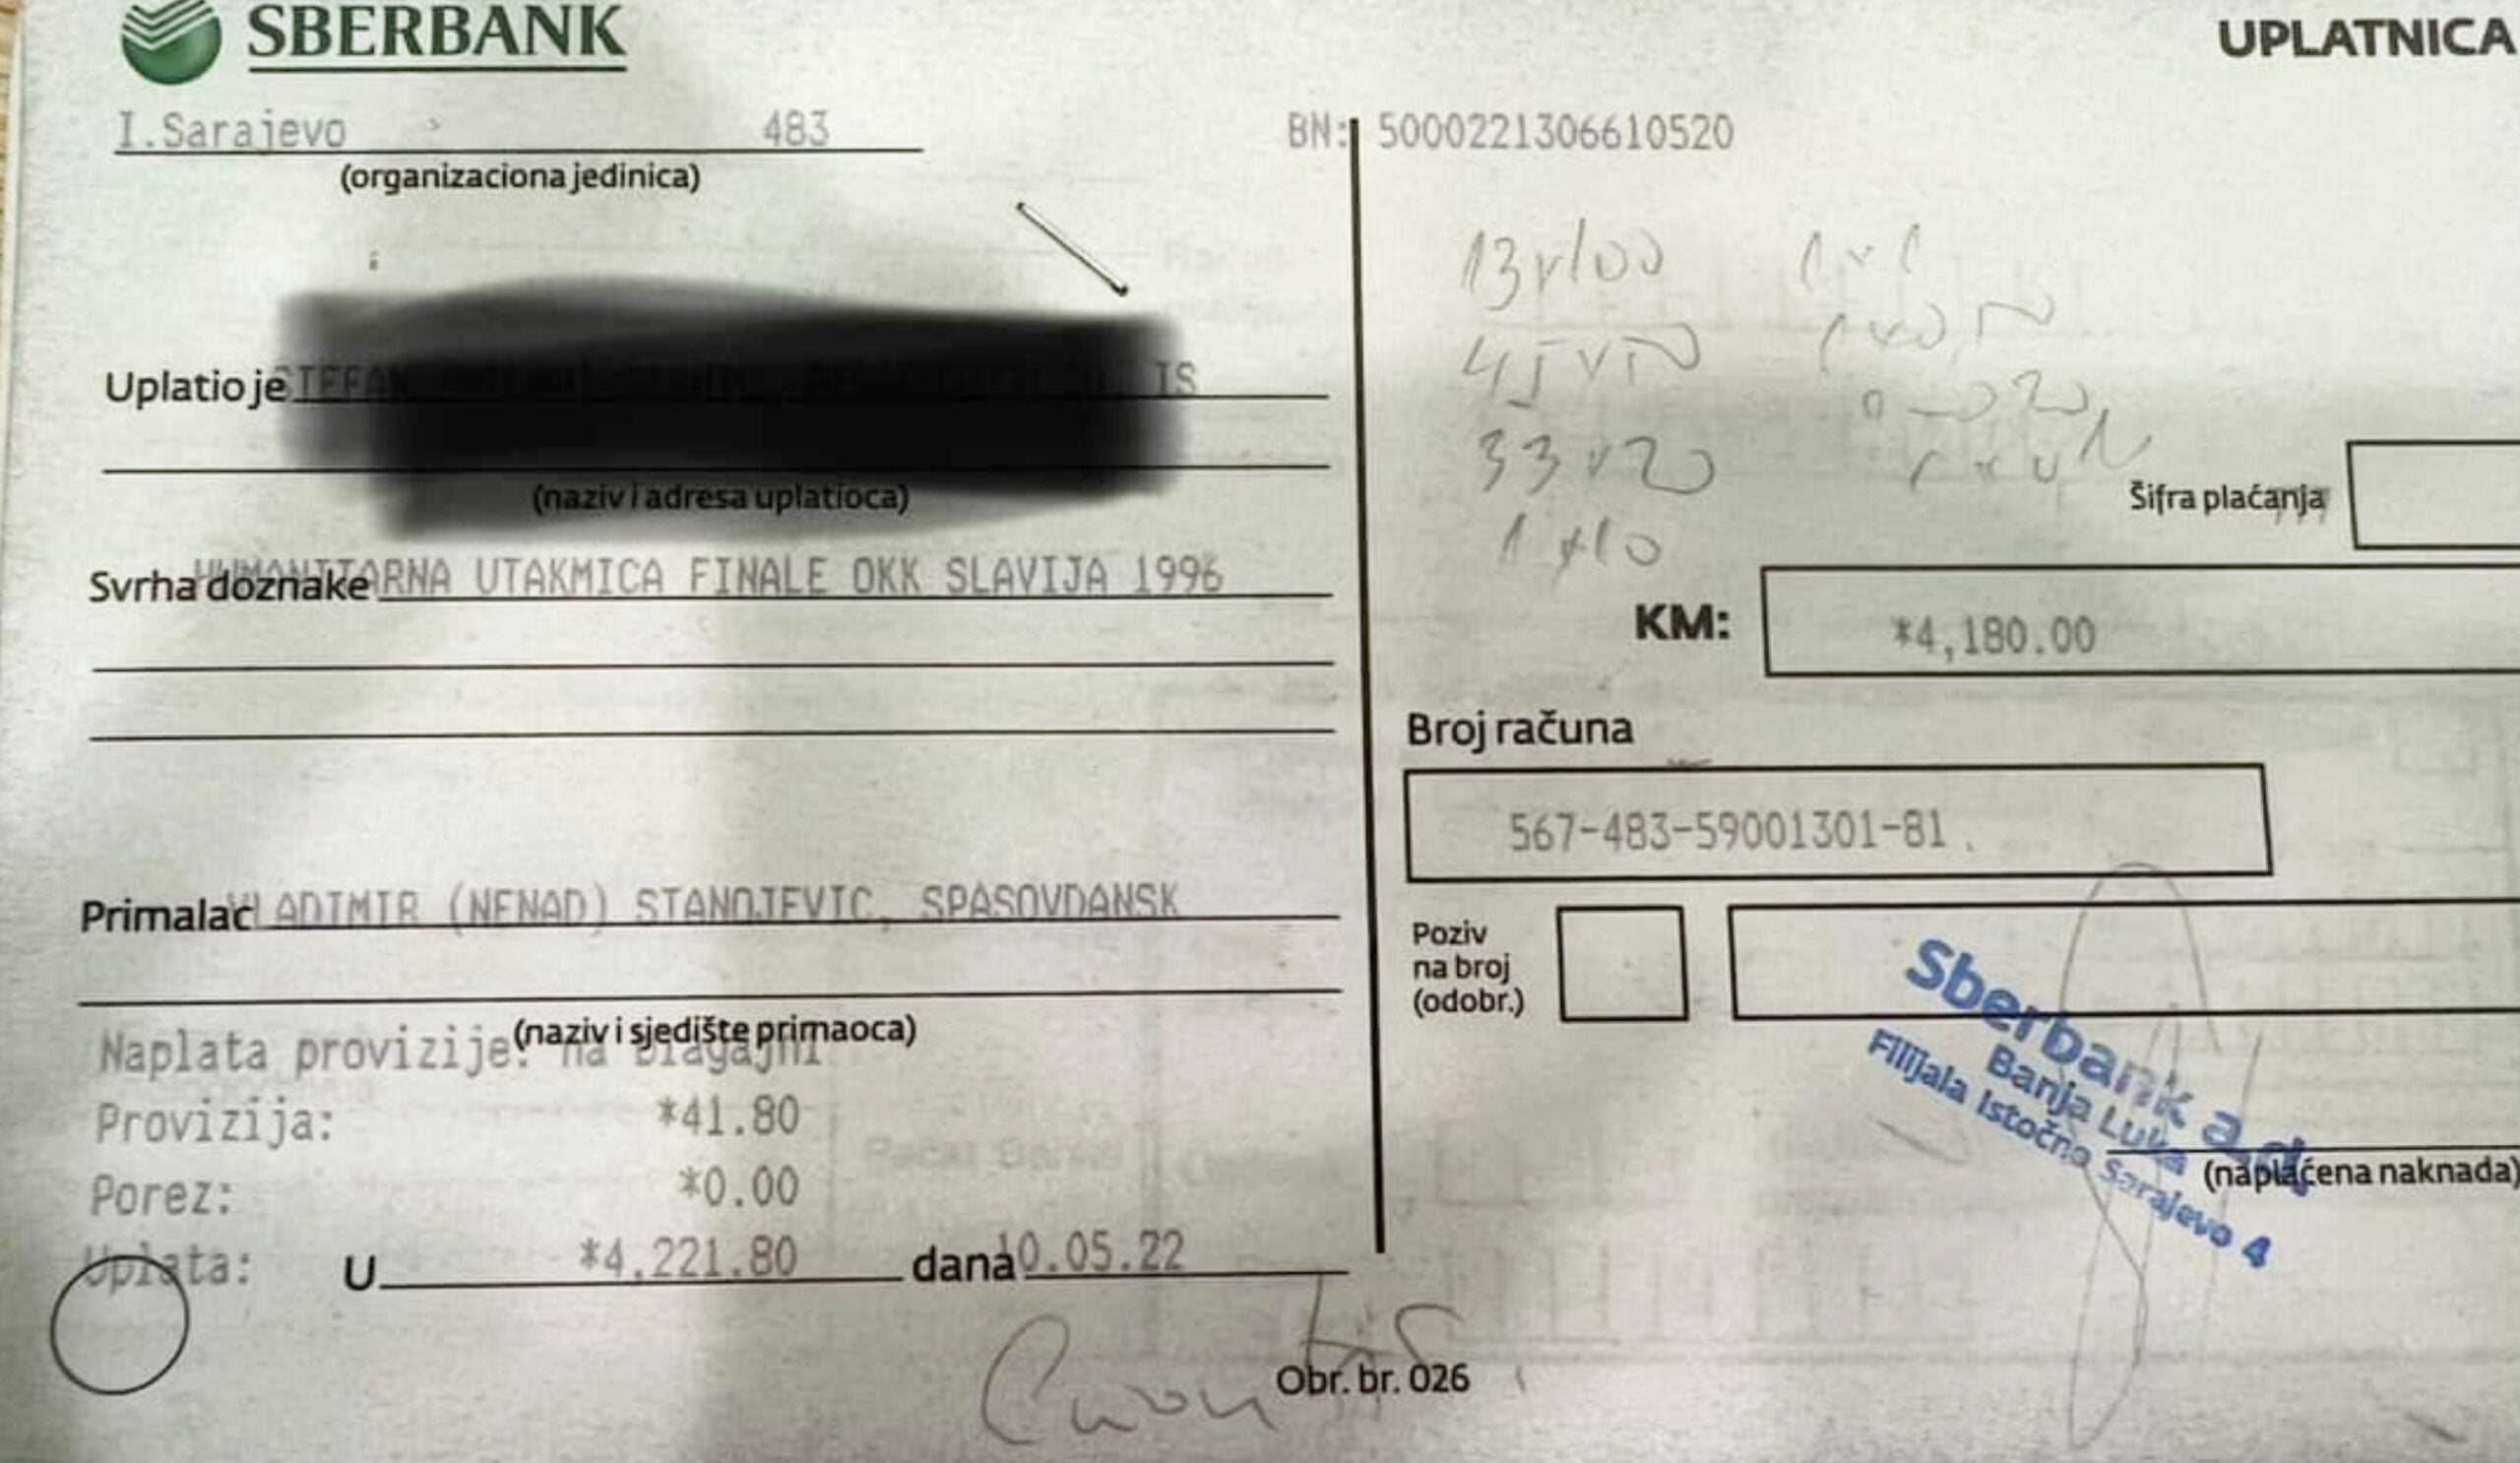 SBERBANK
UPLATNICA
I.Sarajevo 483
BN: 5000221306610520
(organizaciona jedinica)
13x100 1x1
45x50
33x20
1x10
Uplatio je IS
(naziv i adresa uplatioca)
Šifra plaćanja
Svrha doznake HUMANITARNA UTAKMICA FINALE OKK SLAVIJA 1996
KM: *4,180.00
Broj računa
567-483-59001301-81
Primalac VLADIMIR (NENAD) STANOJEVIC, SPASOVDANSK
Poziv
na broj
(odobr.)
(naziv i sjedište primaoca)
Naplata provizije: na blagajni
Provizija: *41.80
Porez: *0.00
Uplata: U *4,221.80 dana 10.05.22
Sberbank a.d.
Banja Luka
Filijala Istočno Sarajevo 4
(naplaćena naknada)
Obr. br. 026